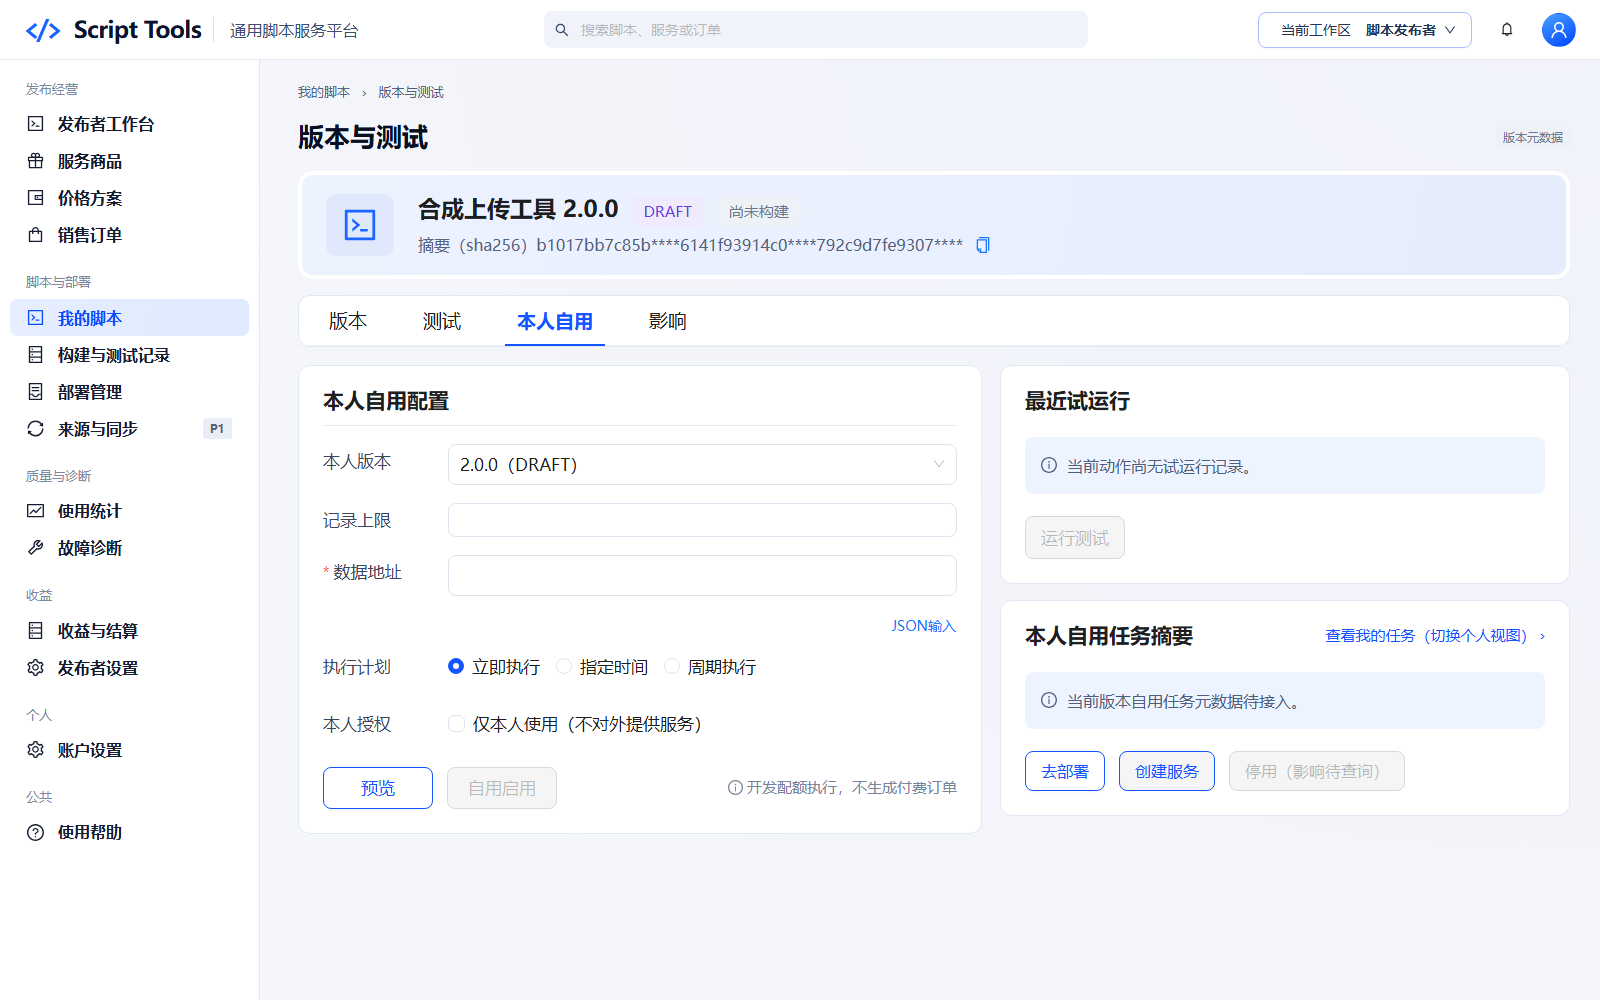 Script Tools
通用脚本服务平台
搜索脚本、服务或订单
当前工作区 脚本发布者
发布经营
发布者工作台
服务商品
价格方案
销售订单
脚本与部署
我的脚本
构建与测试记录
部署管理
来源与同步 P1
质量与诊断
使用统计
故障诊断
收益
收益与结算
发布者设置
个人
账户设置
公共
使用帮助
我的脚本 › 版本与测试
版本与测试
版本元数据
合成上传工具 2.0.0 DRAFT 尚未构建
摘要（sha256）b1017bb7c85b****6141f93914c0****792c9d7fe9307****
版本 测试 本人自用 影响
本人自用配置
本人版本 2.0.0（DRAFT）
记录上限
* 数据地址
JSON输入
执行计划 立即执行 指定时间 周期执行
本人授权 仅本人使用（不对外提供服务）
预览 自用启用 开发配额执行，不生成付费订单
最近试运行
当前动作尚无试运行记录。
运行测试
本人自用任务摘要 查看我的任务（切换个人视图） ›
当前版本自用任务元数据待接入。
去部署 创建服务 停用（影响待查询）